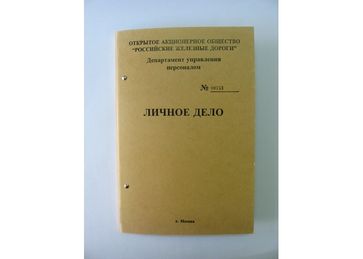 ОТКРЫТОЕ АКЦИОНЕРНОЕ ОБЩЕСТВО
"РОССИЙСКИЕ ЖЕЛЕЗНЫЕ ДОРОГИ"
Департамент управления
персоналом
№
ЛИЧНОЕ ДЕЛО
г. Москва